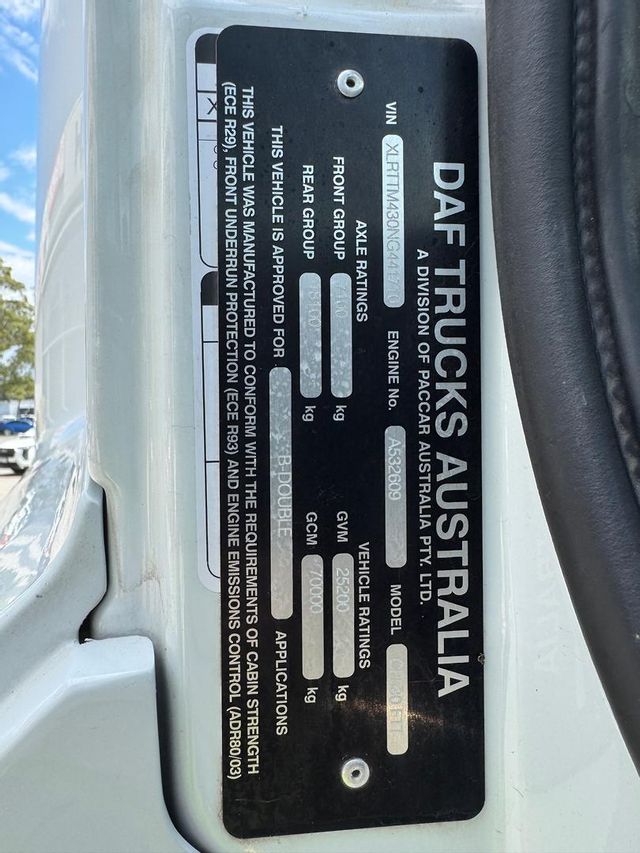 DAF TRUCKS AUSTRALIA
A DIVISION OF PACCAR AUSTRALIA PTY. LTD.
VIN ENGINE No. A532609 MODEL
AXLE RATINGS VEHICLE RATINGS
FRONT GROUP kg GVM 25200 kg
REAR GROUP kg GCM 70000 kg
THIS VEHICLE IS APPROVED FOR B-DOUBLE APPLICATIONS
THIS VEHICLE WAS MANUFACTURED TO CONFORM WITH THE REQUIREMENTS OF CABIN STRENGTH
(ECE R29), FRONT UNDERRUN PROTECTION (ECE R93) AND ENGINE EMISSIONS CONTROL (ADR80/03)